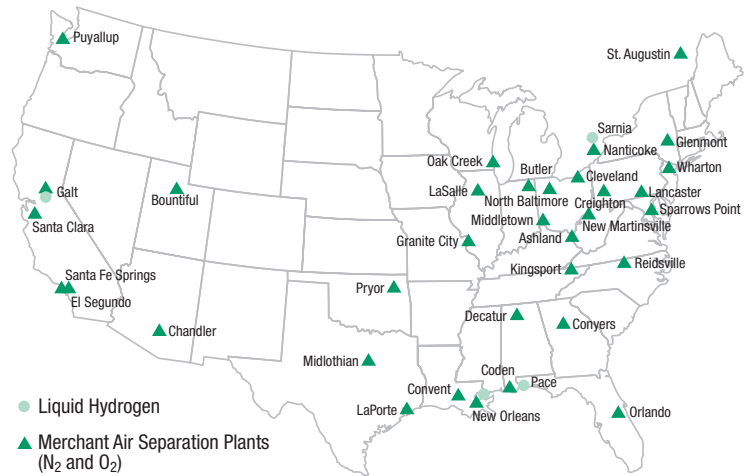 Puyallup
St. Augustin
Sarnia
Nanticoke
Glenmont
Oak Creek
Butler
Cleveland
Wharton
Galt
Bountiful
LaSalle
North Baltimore
Creighton
Lancaster
Santa Clara
Middletown
New Martinsville
Sparrows Point
Granite City
Ashland
Santa Fe Springs
El Segundo
Pryor
Kingsport
Reidsville
Chandler
Decatur
Conyers
Midlothian
Coden
Pace
Convent
New Orleans
LaPorte
Orlando
Liquid Hydrogen
Merchant Air Separation Plants
(N₂ and O₂)